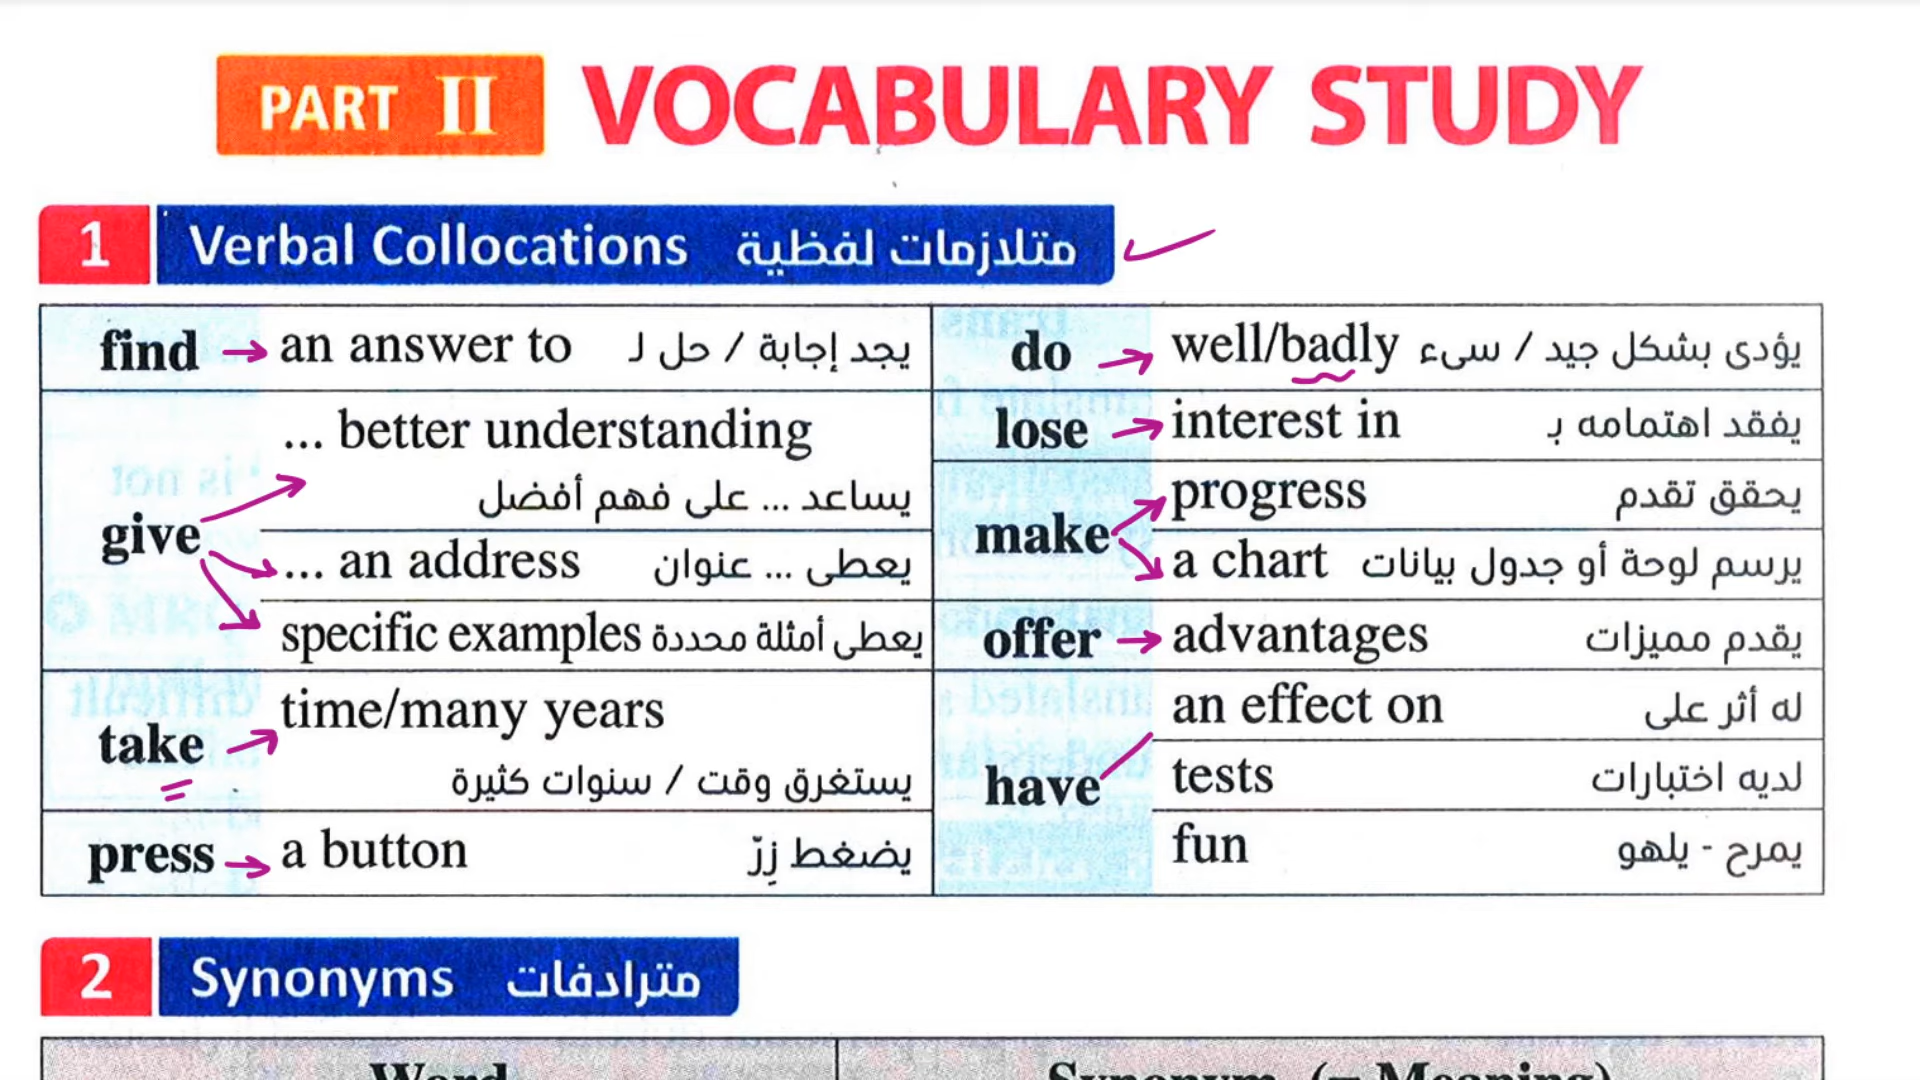 PART II VOCABULARY STUDY
1 Verbal Collocations متلازمات لفظية
find an answer to يجد إجابة / حل لـ
give ... better understanding
يساعد ... على فهم أفضل
... an address يعطى ... عنوان
specific examples يعطى أمثلة محددة
take time/many years
يستغرق وقت / سنوات كثيرة
press a button يضغط زِرّ
do well/badly يؤدى بشكل جيد / سىء
lose interest in يفقد اهتمامه بـ
make progress يحقق تقدم
a chart يرسم لوحة أو جدول بيانات
offer advantages يقدم مميزات
have an effect on له أثر على
tests لديه اختبارات
fun يمرح - يلهو
2 Synonyms مترادفات
Word Synonym (= Meaning)